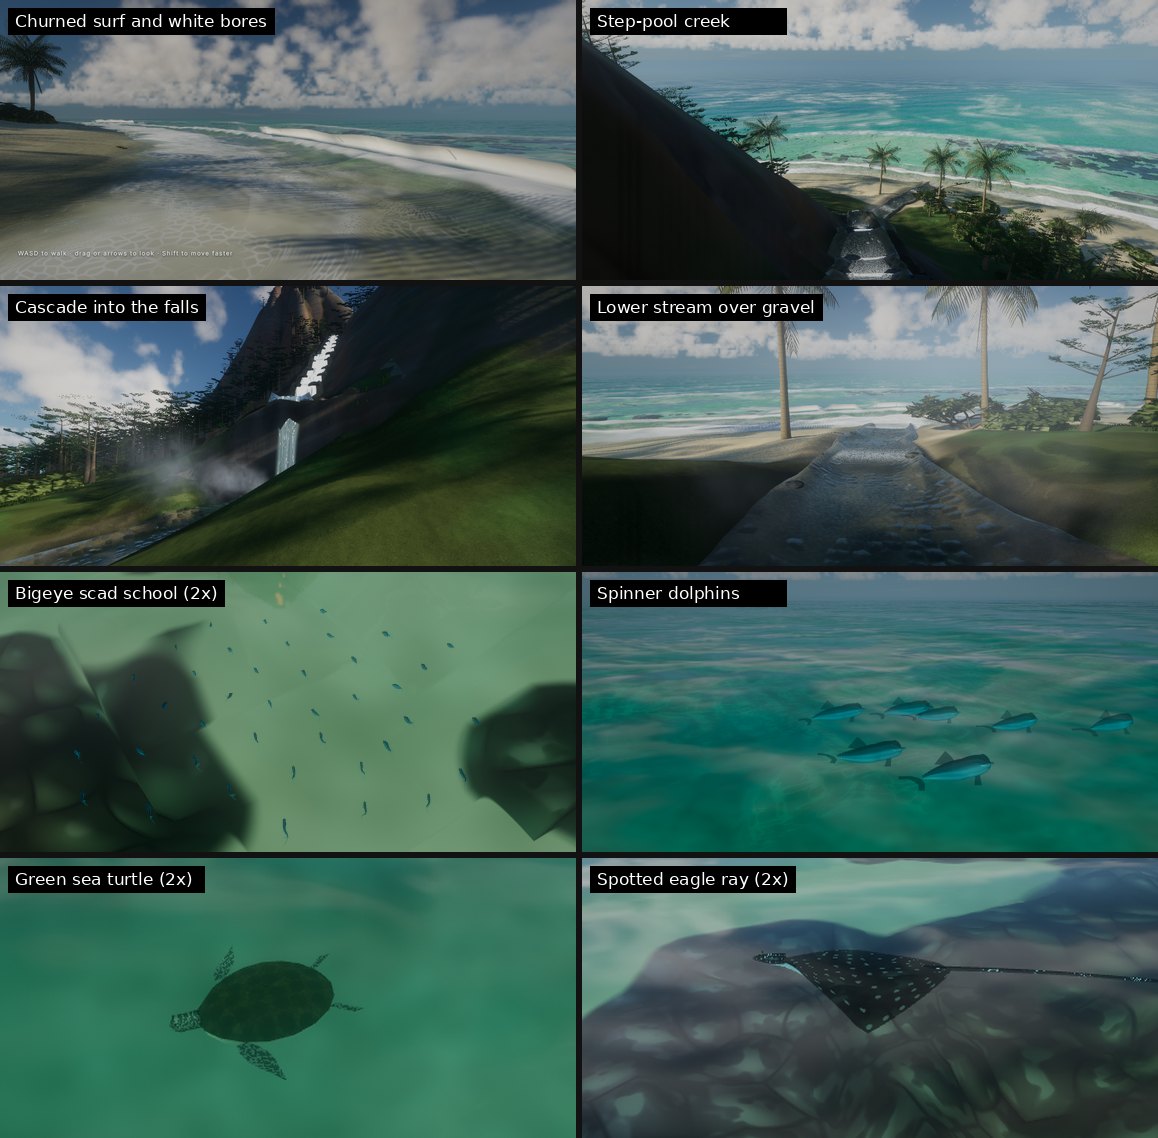 Churned surf and white bores
Step-pool creek
WASD to walk · drag or arrows to look · Shift to move faster
Cascade into the falls
Lower stream over gravel
Bigeye scad school (2x)
Spinner dolphins
Green sea turtle (2x)
Spotted eagle ray (2x)